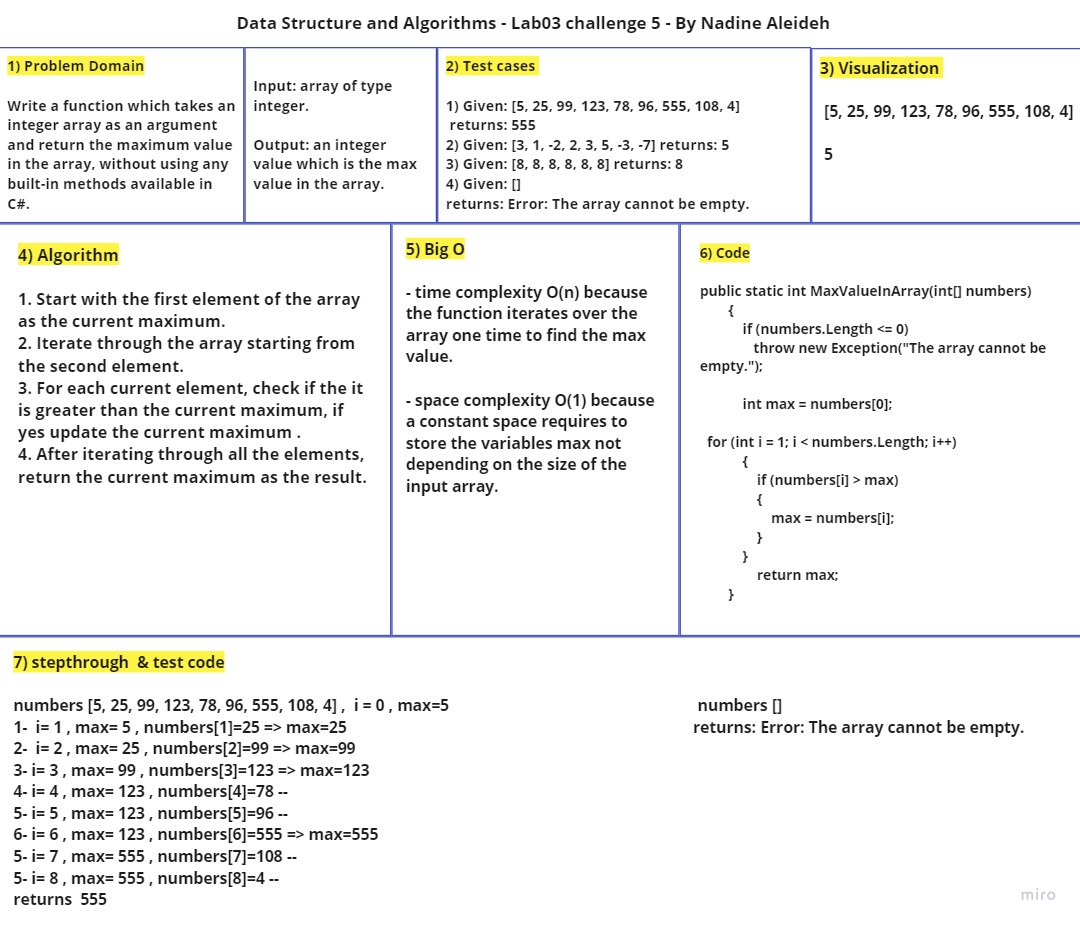 Data Structure and Algorithms - Lab03 challenge 5 - By Nadine Aleideh
1) Problem Domain
Write a function which takes an
integer array as an argument
and return the maximum value
in the array, without using any
built-in methods available in
C#.
Input: array of type
integer.
Output: an integer
value which is the max
value in the array.
2) Test cases
1) Given: [5, 25, 99, 123, 78, 96, 555, 108, 4]
returns: 555
2) Given: [3, 1, -2, 2, 3, 5, -3, -7] returns: 5
3) Given: [8, 8, 8, 8, 8, 8] returns: 8
4) Given: []
returns: Error: The array cannot be empty.
3) Visualization
[5, 25, 99, 123, 78, 96, 555, 108, 4]
5
4) Algorithm
1. Start with the first element of the array
as the current maximum.
2. Iterate through the array starting from
the second element.
3. For each current element, check if the it
is greater than the current maximum, if
yes update the current maximum .
4. After iterating through all the elements,
return the current maximum as the result.
5) Big O
- time complexity O(n) because
the function iterates over the
array one time to find the max
value.
- space complexity O(1) because
a constant space requires to
store the variables max not
depending on the size of the
input array.
6) Code
public static int MaxValueInArray(int[] numbers)
{
if (numbers.Length <= 0)
throw new Exception("The array cannot be
empty.");
int max = numbers[0];
for (int i = 1; i < numbers.Length; i++)
{
if (numbers[i] > max)
{
max = numbers[i];
}
}
return max;
}
7) stepthrough & test code
numbers [5, 25, 99, 123, 78, 96, 555, 108, 4] , i = 0 , max=5
1- i= 1 , max= 5 , numbers[1]=25 => max=25
2- i= 2 , max= 25 , numbers[2]=99 => max=99
3- i= 3 , max= 99 , numbers[3]=123 => max=123
4- i= 4 , max= 123 , numbers[4]=78 --
5- i= 5 , max= 123 , numbers[5]=96 --
6- i= 6 , max= 123 , numbers[6]=555 => max=555
5- i= 7 , max= 555 , numbers[7]=108 --
5- i= 8 , max= 555 , numbers[8]=4 --
returns 555
numbers []
returns: Error: The array cannot be empty.
miro